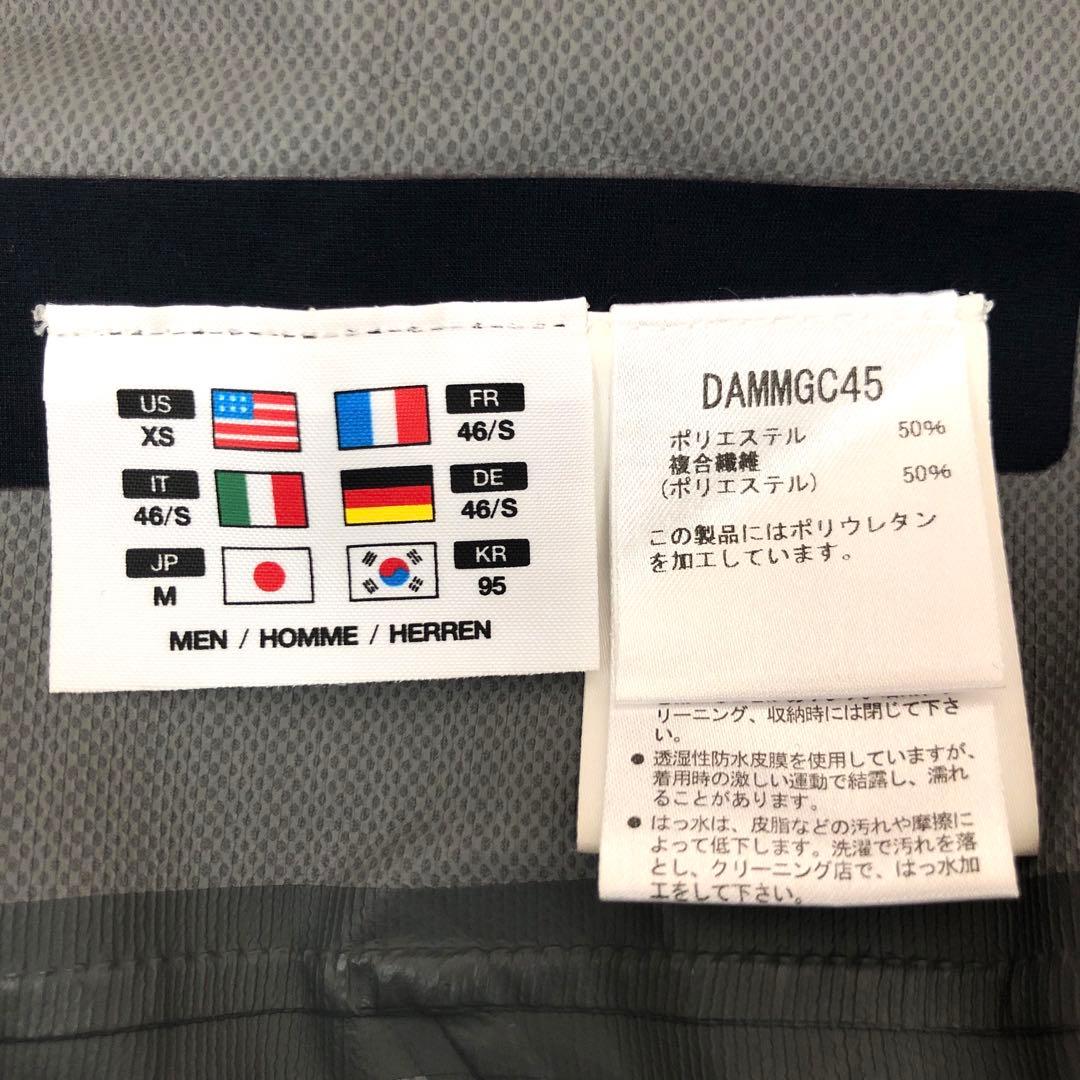 US
XS
FR
46/S
IT
46/S
DE
46/S
JP
M
KR
95
MEN / HOMME / HERREN
DAMMGC45
ポリエステル 50%
複合繊維
(ポリエステル) 50%
この製品にはポリウレタン
を加工しています。
リーニング、収納時には閉じて下さ
い。
● 透湿性防水皮膜を使用していますが、
着用時の激しい運動で結露し、濡れ
ることがあります。
● はっ水は、皮脂などの汚れや摩擦に
よって低下します。洗濯で汚れを落
とし、クリーニング店で、はっ水加
工をして下さい。